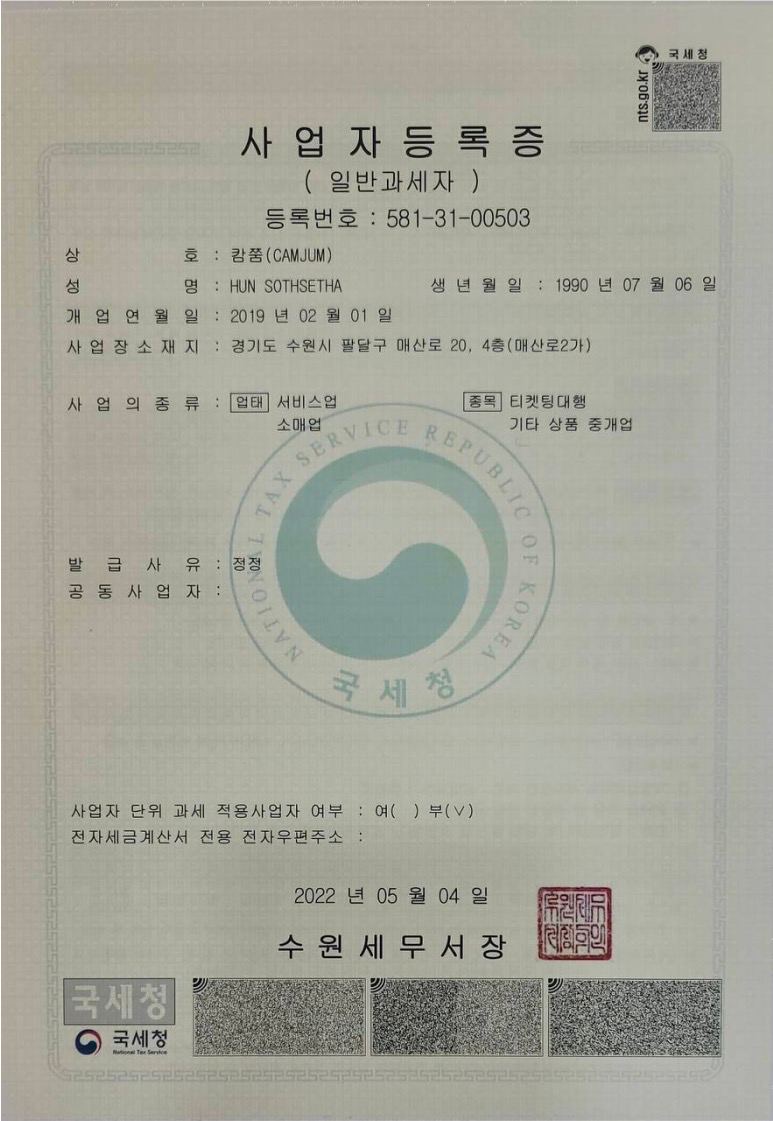 국세청
nts.go.kr
사업자등록증
( 일반과세자 )
등록번호 : 581-31-00503
상 호 : 캄쭘(CAMJUM)
성 명 : HUN SOTHSETHA 생년월일 : 1990 년 07 월 06 일
개업연월일 : 2019 년 02 월 01 일
사업장소재지 : 경기도 수원시 팔달구 매산로 20, 4층(매산로2가)
사업의종류 : 업태 서비스업 종목 티켓팅대행
소매업 기타 상품 중개업
NATIONAL TAX SERVICE REPUBLIC OF KOREA
국세청
발급사유 : 정정
공동사업자 :
사업자 단위 과세 적용사업자 여부 : 여( ) 부(∨)
전자세금계산서 전용 전자우편주소 :
2022 년 05 월 04 일
수원세무서장
국세청
국세청
National Tax Service